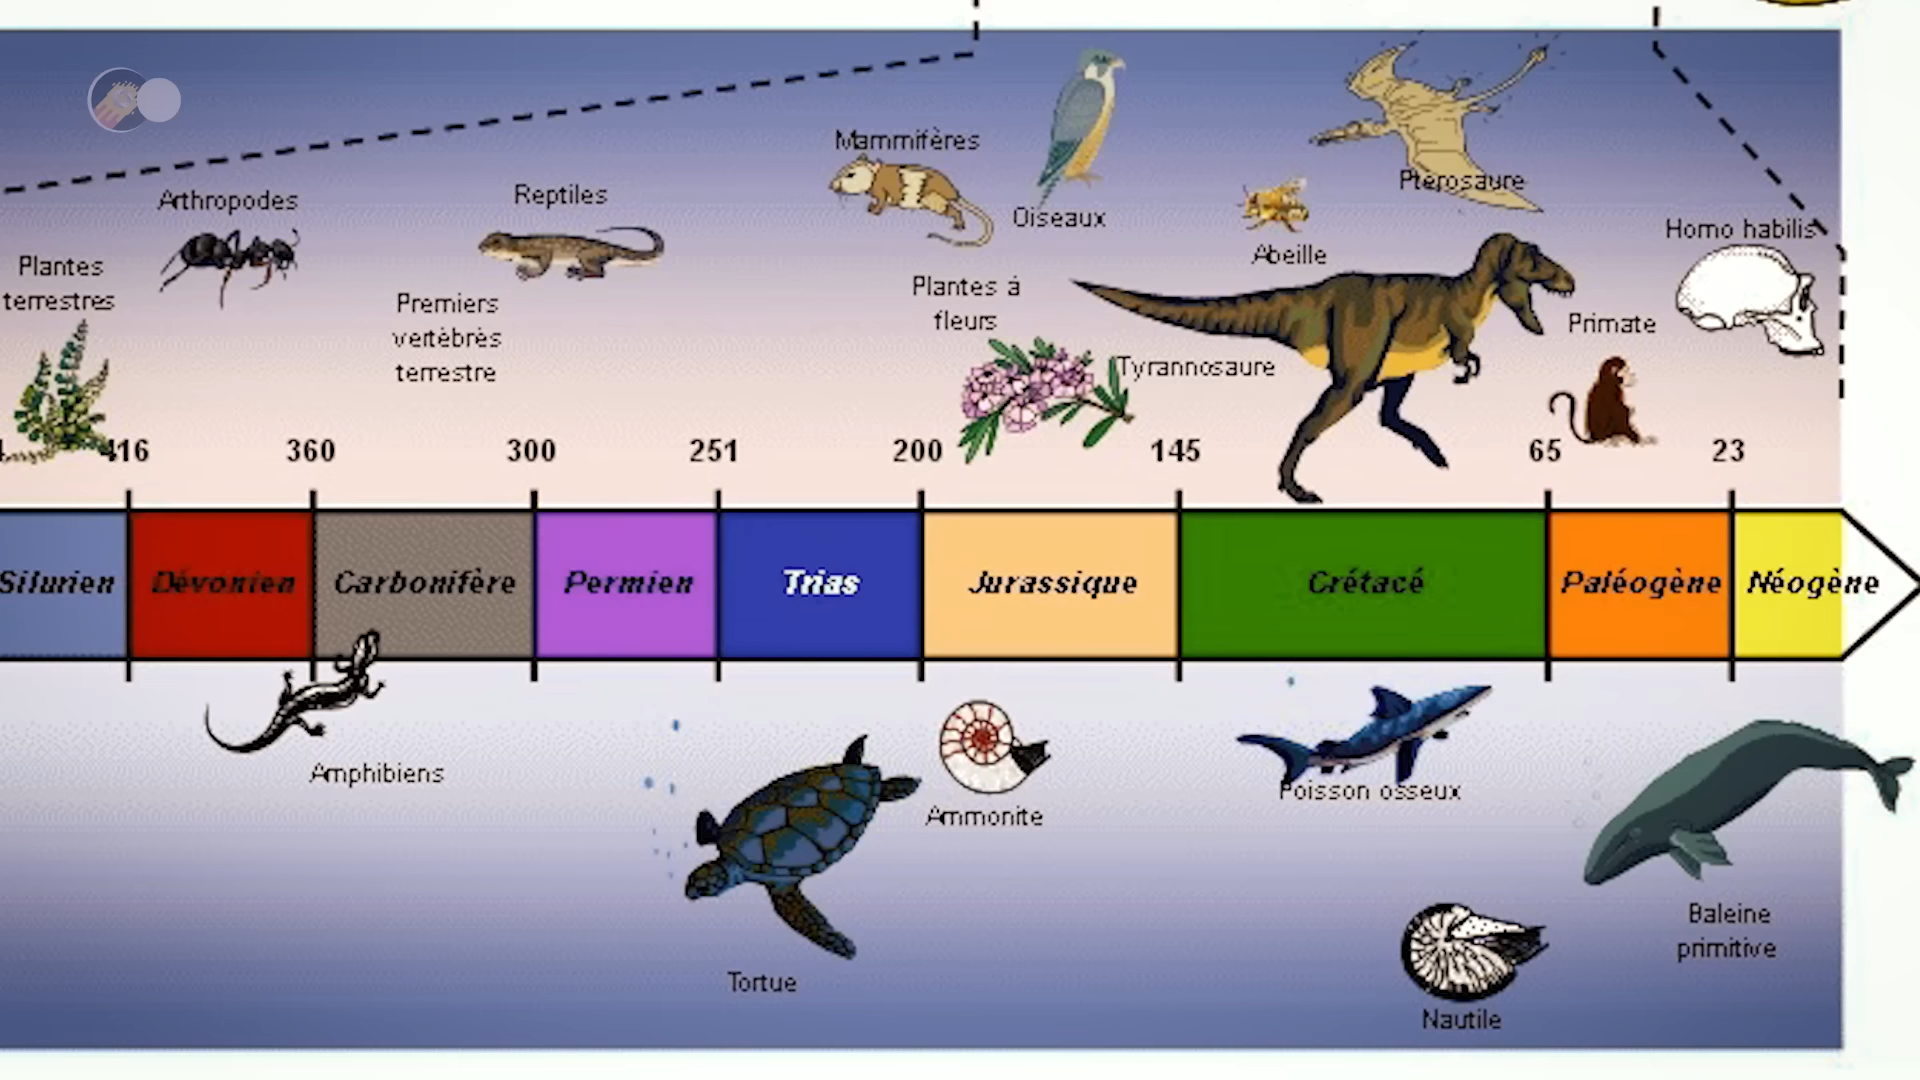 Mammifères
Ptérosaure
Arthropodes
Reptiles
Oiseaux
Homo habilis
Abeille
Plantes
terrestres
Plantes á
fleurs
Premiers
vertèbrès
terrestre
Primate
Tyrannosaure
416
360
300
251
200
145
65
23
Silurien
Dévonien
Carbonifère
Permien
Trias
Jurassique
Crétacé
Paléogène
Néogène
Amphibiens
Ammonite
Poisson osseux
Baleine
primitive
Tortue
Nautile